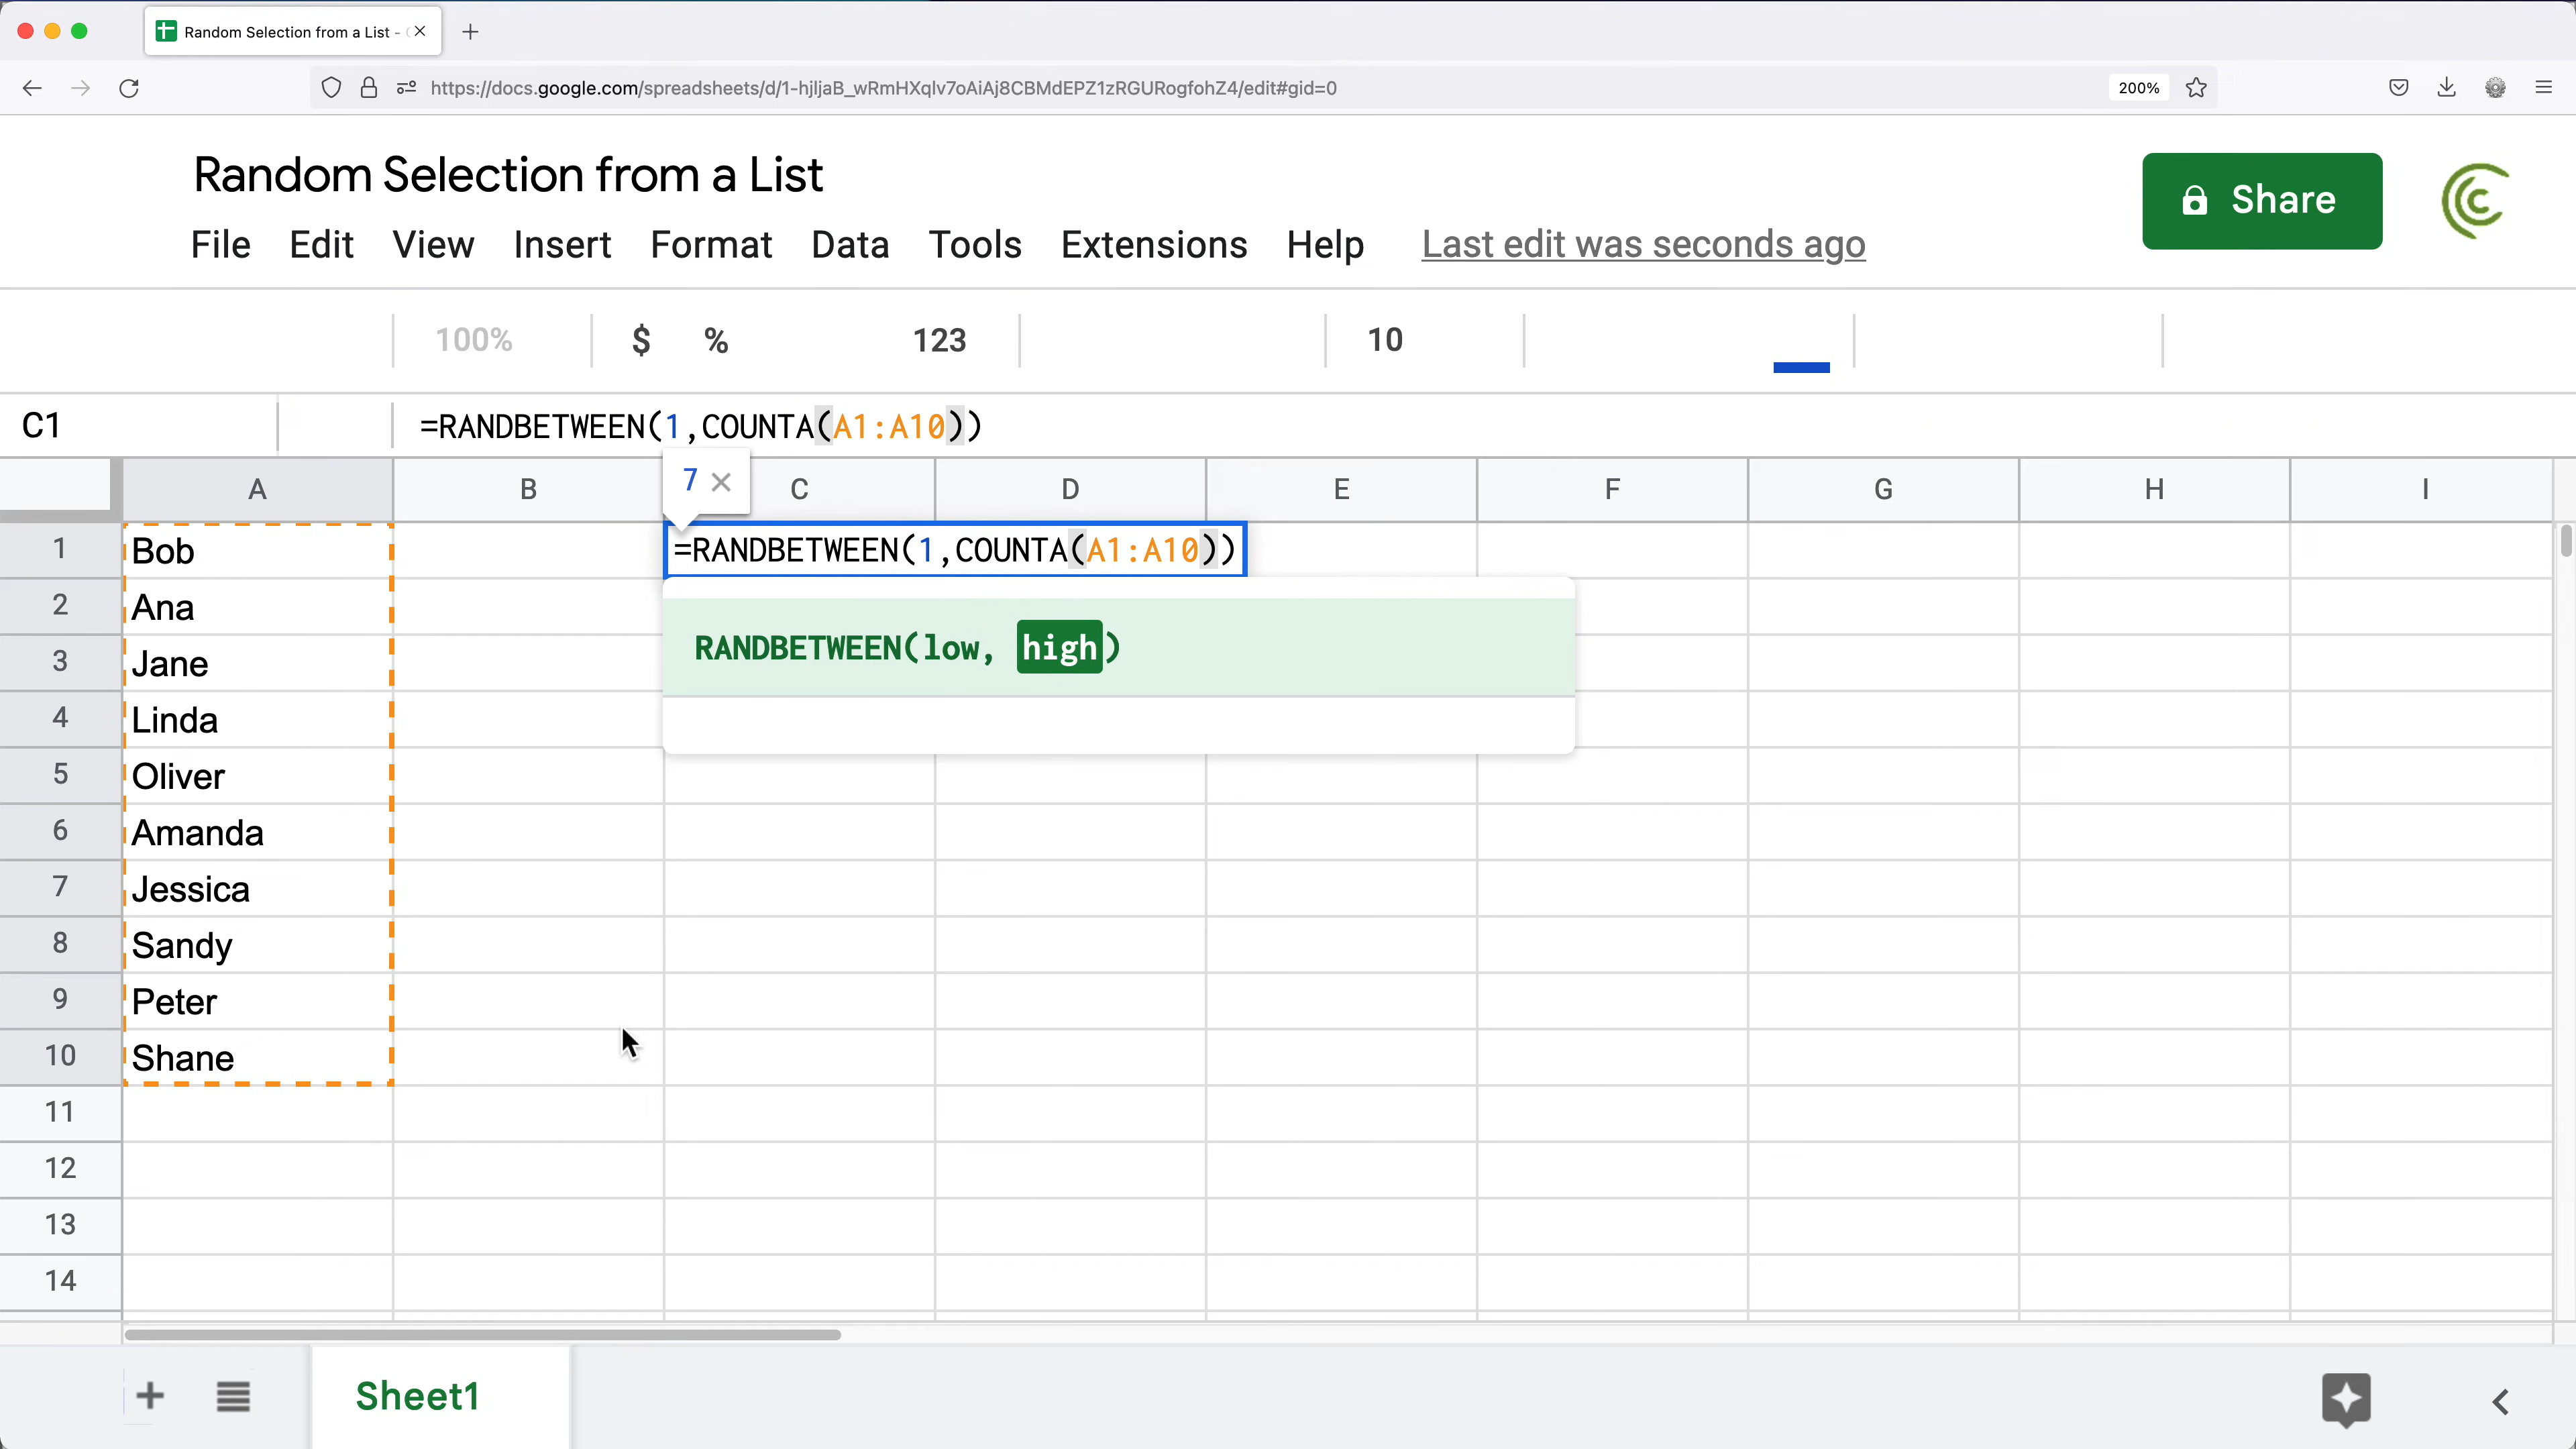 Random Selection from a List -
https://docs.google.com/spreadsheets/d/1-hjljaB_wRmHXqlv7oAiAj8CBMdEPZ1zRGURogfohZ4/edit#gid=0
200%
Random Selection from a List
Share
File Edit View Insert Format Data Tools Extensions Help Last edit was seconds ago
100% $ % 123 10
C1 =RANDBETWEEN(1,COUNTA(A1:A10))
7
A B C D E F G H I
1 Bob =RANDBETWEEN(1,COUNTA(A1:A10))
2 Ana
RANDBETWEEN(low, high)
3 Jane
4 Linda
5 Oliver
6 Amanda
7 Jessica
8 Sandy
9 Peter
10 Shane
11
12
13
14
Sheet1